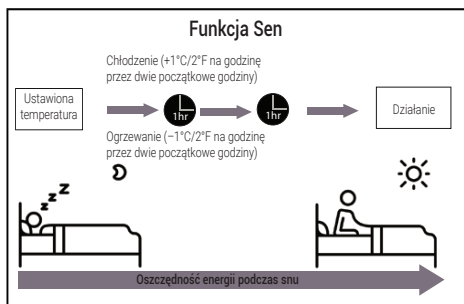 Funkcja Sen
Chłodzenie (+1°C/2°F na godzinę
przez dwie początkowe godziny)
Ustawiona
temperatura
1hr
1hr
Działanie
Ogrzewanie (−1°C/2°F na godzinę
przez dwie początkowe godziny)
z z z
Oszczędność energii podczas snu